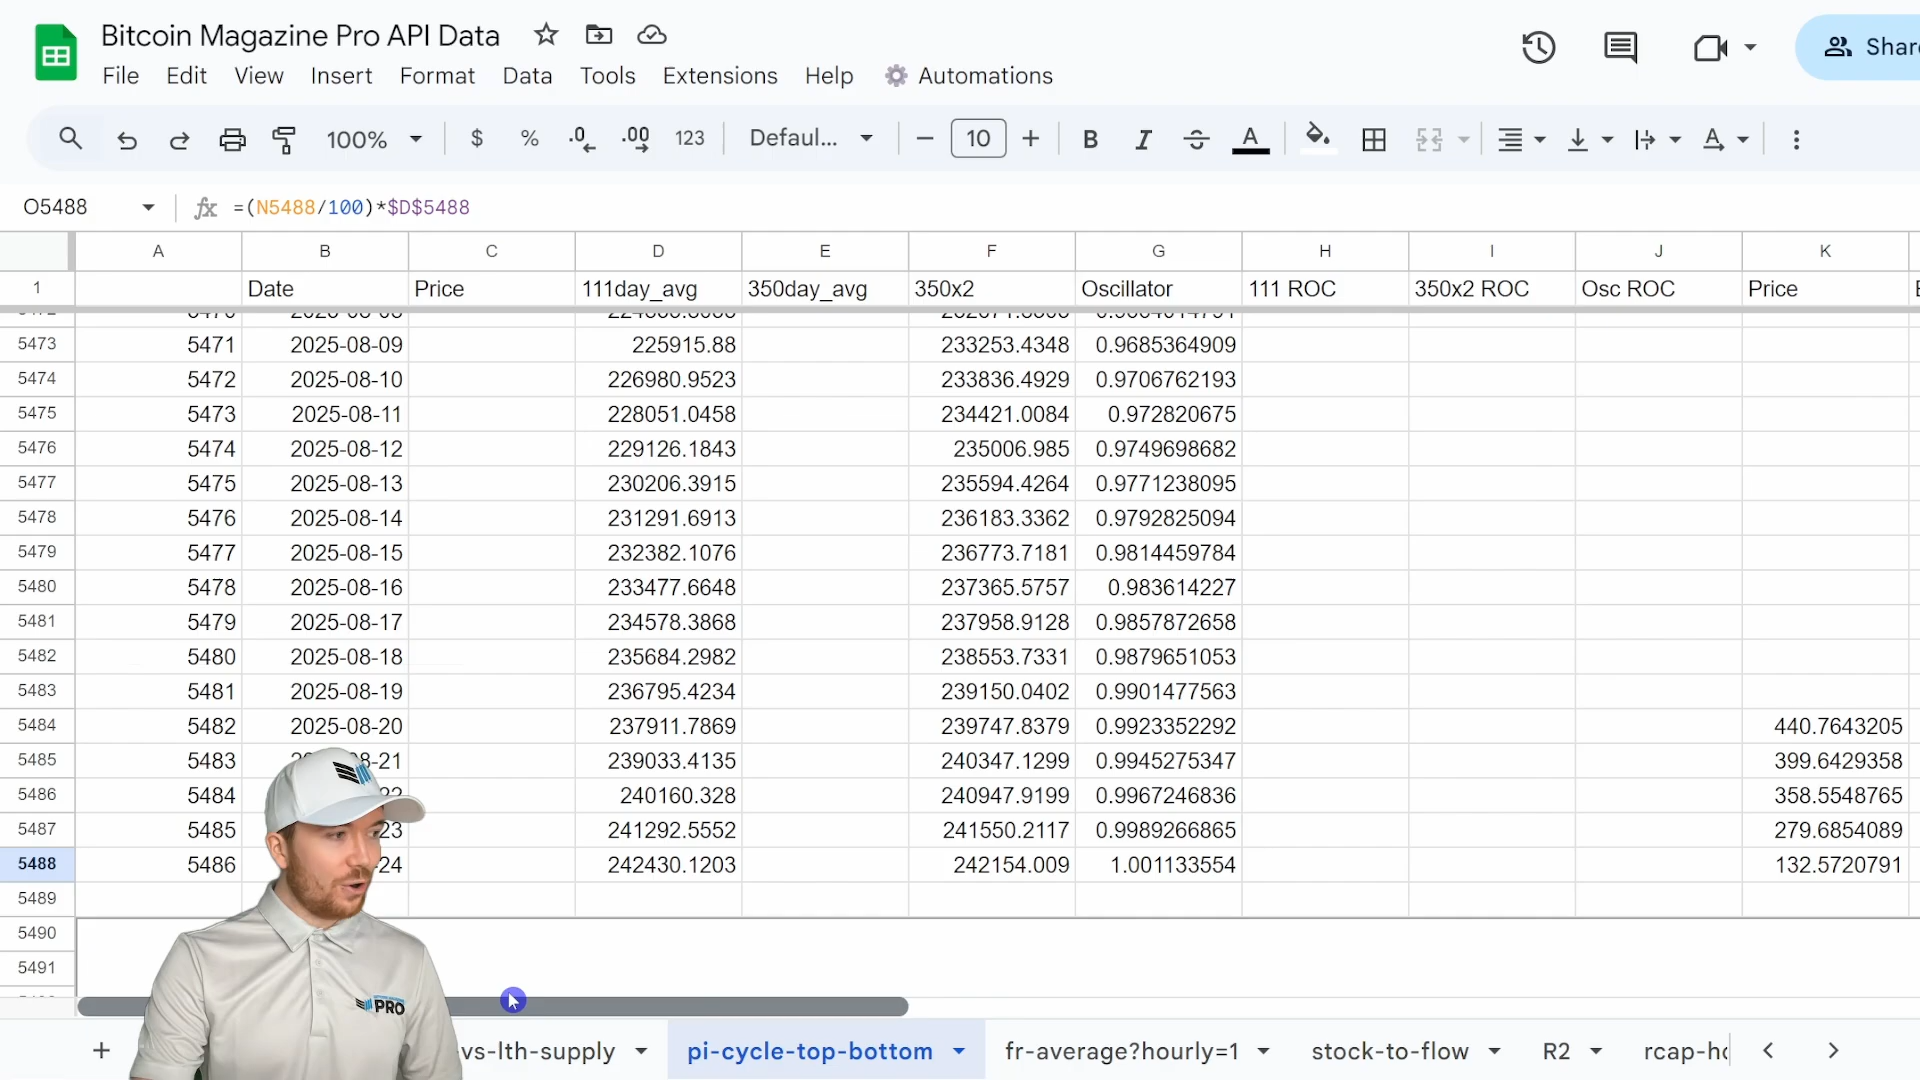 Bitcoin Magazine Pro API Data
File Edit View Insert Format Data Tools Extensions Help Automations
100% $ % .0 .00 123 Defaul... 10 B I A
Share
O5488 =(N5488/100)*$D$5488
A B C D E F G H I J K
1 Date Price 111day_avg 350day_avg 350x2 Oscillator 111 ROC 350x2 ROC Osc ROC Price
5473 5471 2025-08-09 225915.88 233253.4348 0.9685364909
5474 5472 2025-08-10 226980.9523 233836.4929 0.9706762193
5475 5473 2025-08-11 228051.0458 234421.0084 0.972820675
5476 5474 2025-08-12 229126.1843 235006.985 0.9749698682
5477 5475 2025-08-13 230206.3915 235594.4264 0.9771238095
5478 5476 2025-08-14 231291.6913 236183.3362 0.9792825094
5479 5477 2025-08-15 232382.1076 236773.7181 0.9814459784
5480 5478 2025-08-16 233477.6648 237365.5757 0.983614227
5481 5479 2025-08-17 234578.3868 237958.9128 0.9857872658
5482 5480 2025-08-18 235684.2982 238553.7331 0.9879651053
5483 5481 2025-08-19 236795.4234 239150.0402 0.9901477563
5484 5482 2025-08-20 237911.7869 239747.8379 0.9923352292 440.7643205
5485 5483 8-21 239033.4135 240347.1299 0.9945275347 399.6429358
5486 5484 22 240160.328 240947.9199 0.9967246836 358.5548765
5487 5485 23 241292.5552 241550.2117 0.9989266865 279.6854089
5488 5486 -24 242430.1203 242154.009 1.001133554 132.5720791
5489
5490
5491
PRO
-vs-lth-supply pi-cycle-top-bottom fr-average?hourly=1 stock-to-flow R2 rcap-ho